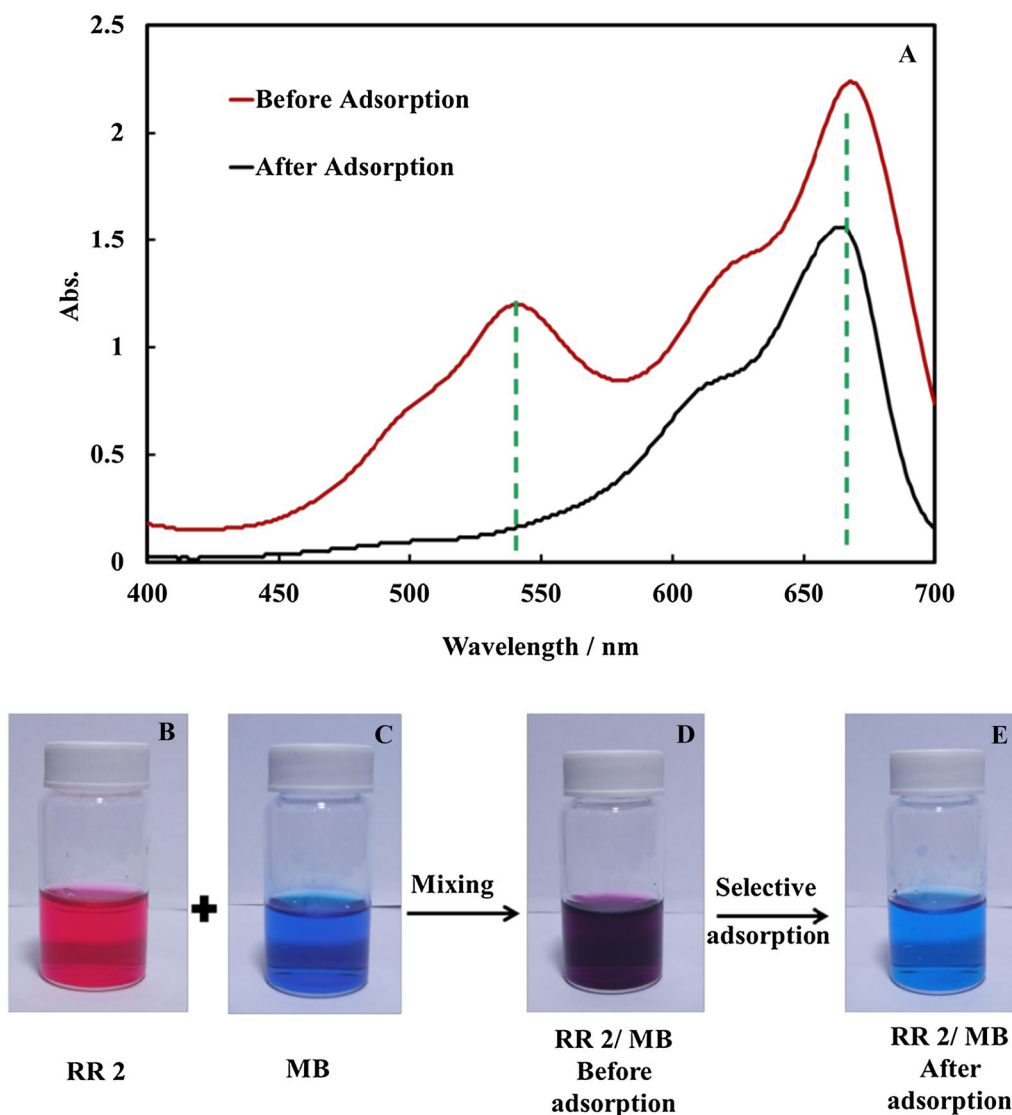 2.5
A
Before Adsorption
2
After Adsorption
1.5
Abs.
1
0.5
0
400 450 500 550 600 650 700
Wavelength / nm
B
C
D
E
Mixing
Selective
adsorption
RR 2
MB
RR 2/ MB
Before
adsorption
RR 2/ MB
After
adsorption